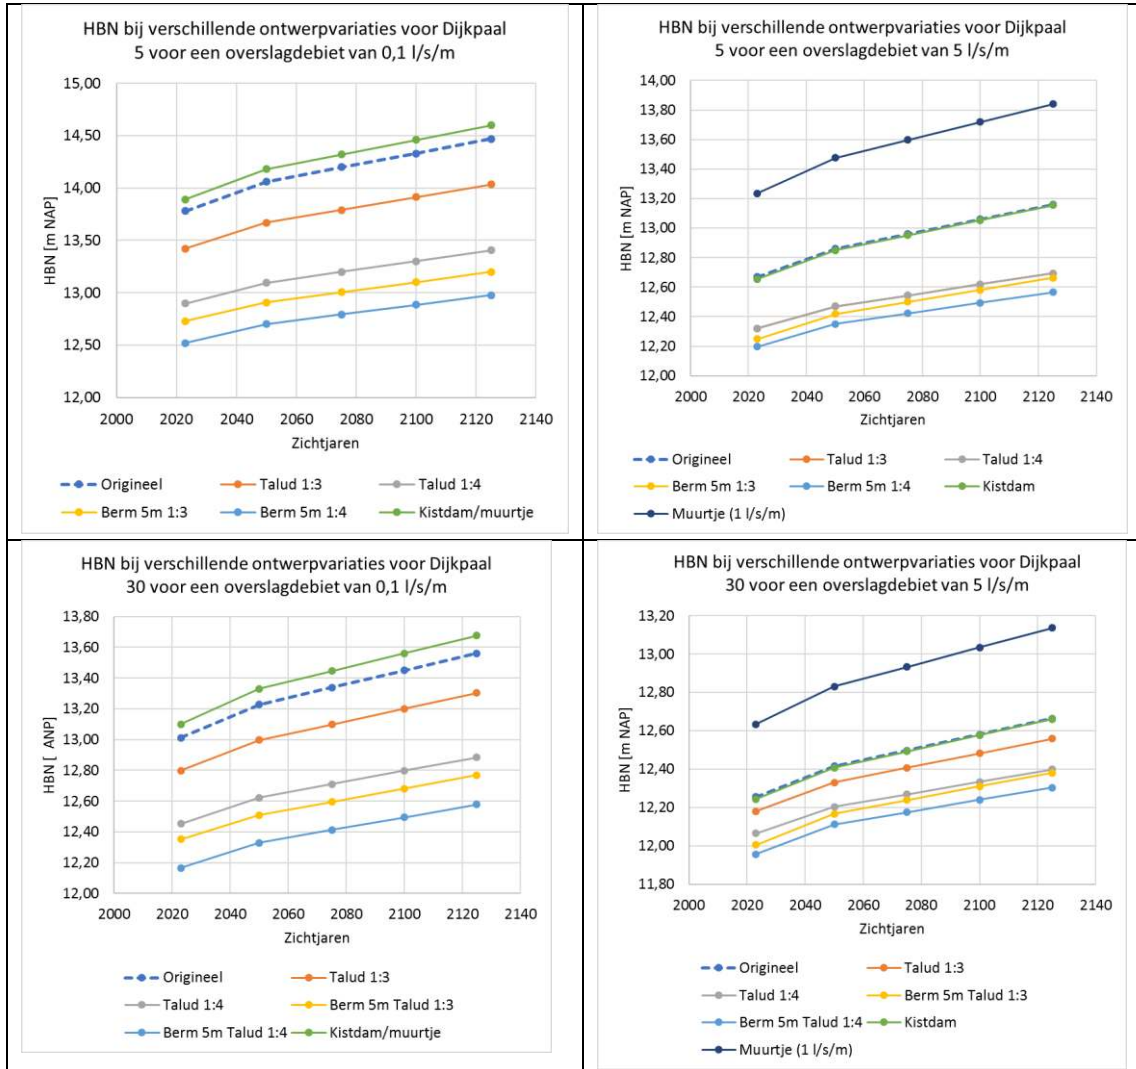 HBN bij verschillende ontwerpvariaties voor Dijkpaal
5 voor een overslagdebiet van 0,1 l/s/m
15,00
14,50
14,00
13,50
13,00
12,50
12,00
HBN [m NAP]
2000 2020 2040 2060 2080 2100 2120 2140
Zichtjaren
Origineel Talud 1:3 Talud 1:4
Berm 5m 1:3 Berm 5m 1:4 Kistdam/muurtje
HBN bij verschillende ontwerpvariaties voor Dijkpaal
5 voor een overslagdebiet van 5 l/s/m
14,00
13,80
13,60
13,40
13,20
13,00
12,80
12,60
12,40
12,20
12,00
HBN [m NAP]
2000 2020 2040 2060 2080 2100 2120 2140
Zichtjaren
Origineel Talud 1:3 Talud 1:4
Berm 5m 1:3 Berm 5m 1:4 Kistdam
Muurtje (1 l/s/m)
HBN bij verschillende ontwerpvariaties voor Dijkpaal
30 voor een overslagdebiet van 0,1 l/s/m
13,80
13,60
13,40
13,20
13,00
12,80
12,60
12,40
12,20
12,00
HBN [ ANP]
2000 2020 2040 2060 2080 2100 2120 2140
Zichtjaren
Origineel Talud 1:3
Talud 1:4 Berm 5m Talud 1:3
Berm 5m Talud 1:4 Kistdam/muurtje
HBN bij verschillende ontwerpvariaties voor Dijkpaal
30 voor een overslagdebiet van 5 l/s/m
13,20
13,00
12,80
12,60
12,40
12,20
12,00
11,80
HBN [m NAP]
2000 2020 2040 2060 2080 2100 2120 2140
Zichtjaren
Origineel Talud 1:3
Talud 1:4 Berm 5m Talud 1:3
Berm 5m Talud 1:4 Kistdam
Muurtje (1 l/s/m)